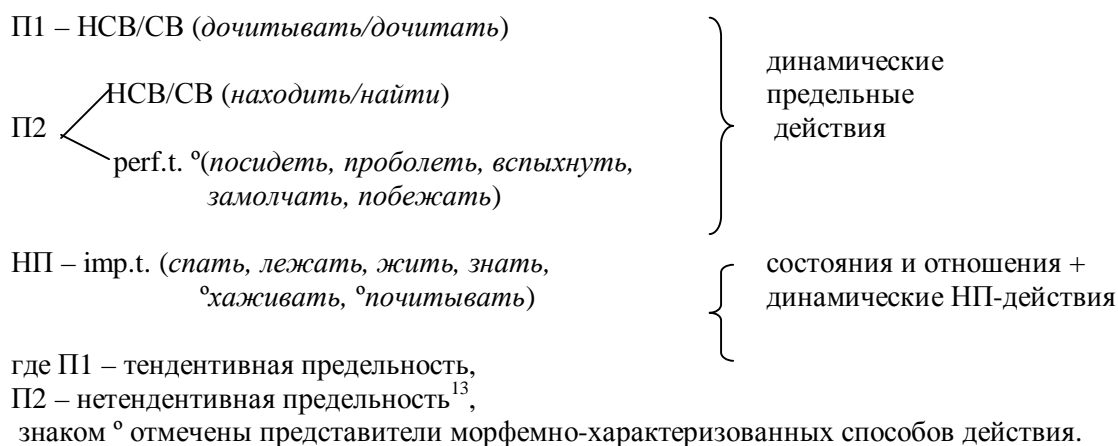 П1 – НСВ/СВ (дочитывать/дочитать)
динамические
НСВ/СВ (находить/найти)
предельные
П2
действия
perf.t. º(посидеть, проболеть, вспыхнуть,
замолчать, побежать)
НП – imp.t. (спать, лежать, жить, знать,
состояния и отношения +
ºхаживать, ºпочитывать)
динамические НП-действия
где П1 – тендентивная предельность,
П2 – нетендентивная предельность¹³,
знаком º отмечены представители морфемно-характеризованных способов действия.